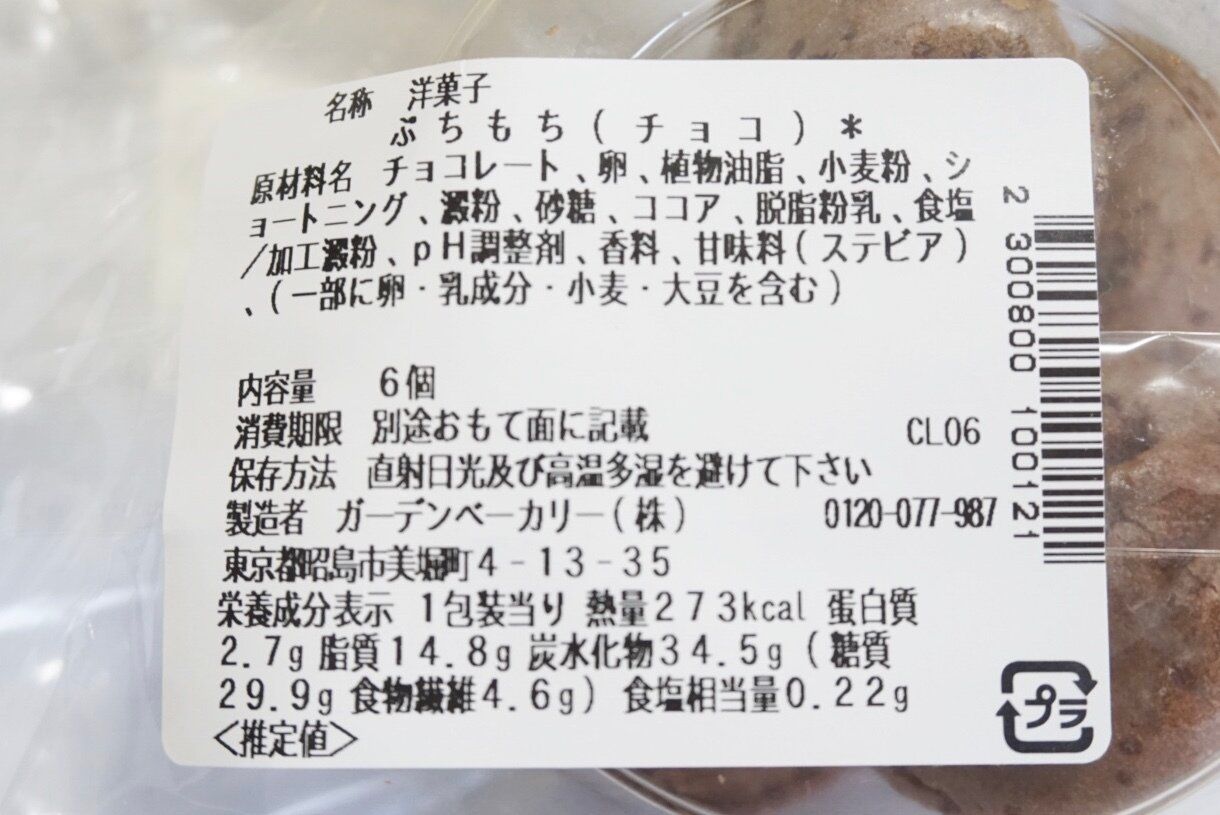 名称 洋菓子
ぷちもち(チョコ)*
原材料名 チョコレート、卵、植物油脂、小麦粉、シ
ョートニング、澱粉、砂糖、ココア、脱脂粉乳、食塩
/加工澱粉、pH調整剤、香料、甘味料(ステビア)
、(一部に卵・乳成分・小麦・大豆を含む)
内容量 6個
消費期限 別途おもて面に記載 CL06
保存方法 直射日光及び高温多湿を避けて下さい
製造者 ガーデンベーカリー(株) 0120-077-987
東京都昭島市美堀町4-13-35
栄養成分表示 1包装当り 熱量273kcal 蛋白質
2.7g 脂質14.8g 炭水化物34.5g(糖質
29.9g 食物繊維4.6g) 食塩相当量0.22g
<推定値>
2 300800 100121
プラ